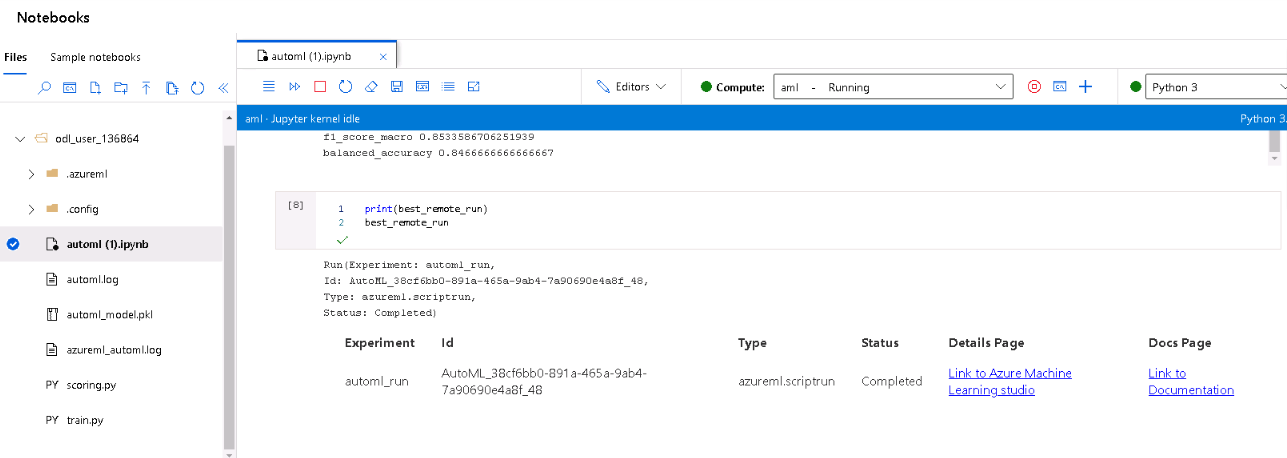 Notebooks
Files Sample notebooks
automl (1).ipynb
Editors Compute: aml - Running Python 3
aml · Jupyter kernel idle Python 3.
odl_user_136864
.azureml
.config
automl (1).ipynb
automl.log
automl_model.pkl
azureml_automl.log
PY scoring.py
PY train.py
f1_score_macro 0.8533586706251939
balanced_accuracy 0.8466666666666667
[8]
1 print(best_remote_run)
2 best_remote_run
Run(Experiment: automl_run,
Id: AutoML_38cf6bb0-891a-465a-9ab4-7a90690e4a8f_48,
Type: azureml.scriptrun,
Status: Completed)
Experiment Id Type Status Details Page Docs Page
automl_run AutoML_38cf6bb0-891a-465a-9ab4-7a90690e4a8f_48 azureml.scriptrun Completed Link to Azure Machine Learning studio Link to Documentation